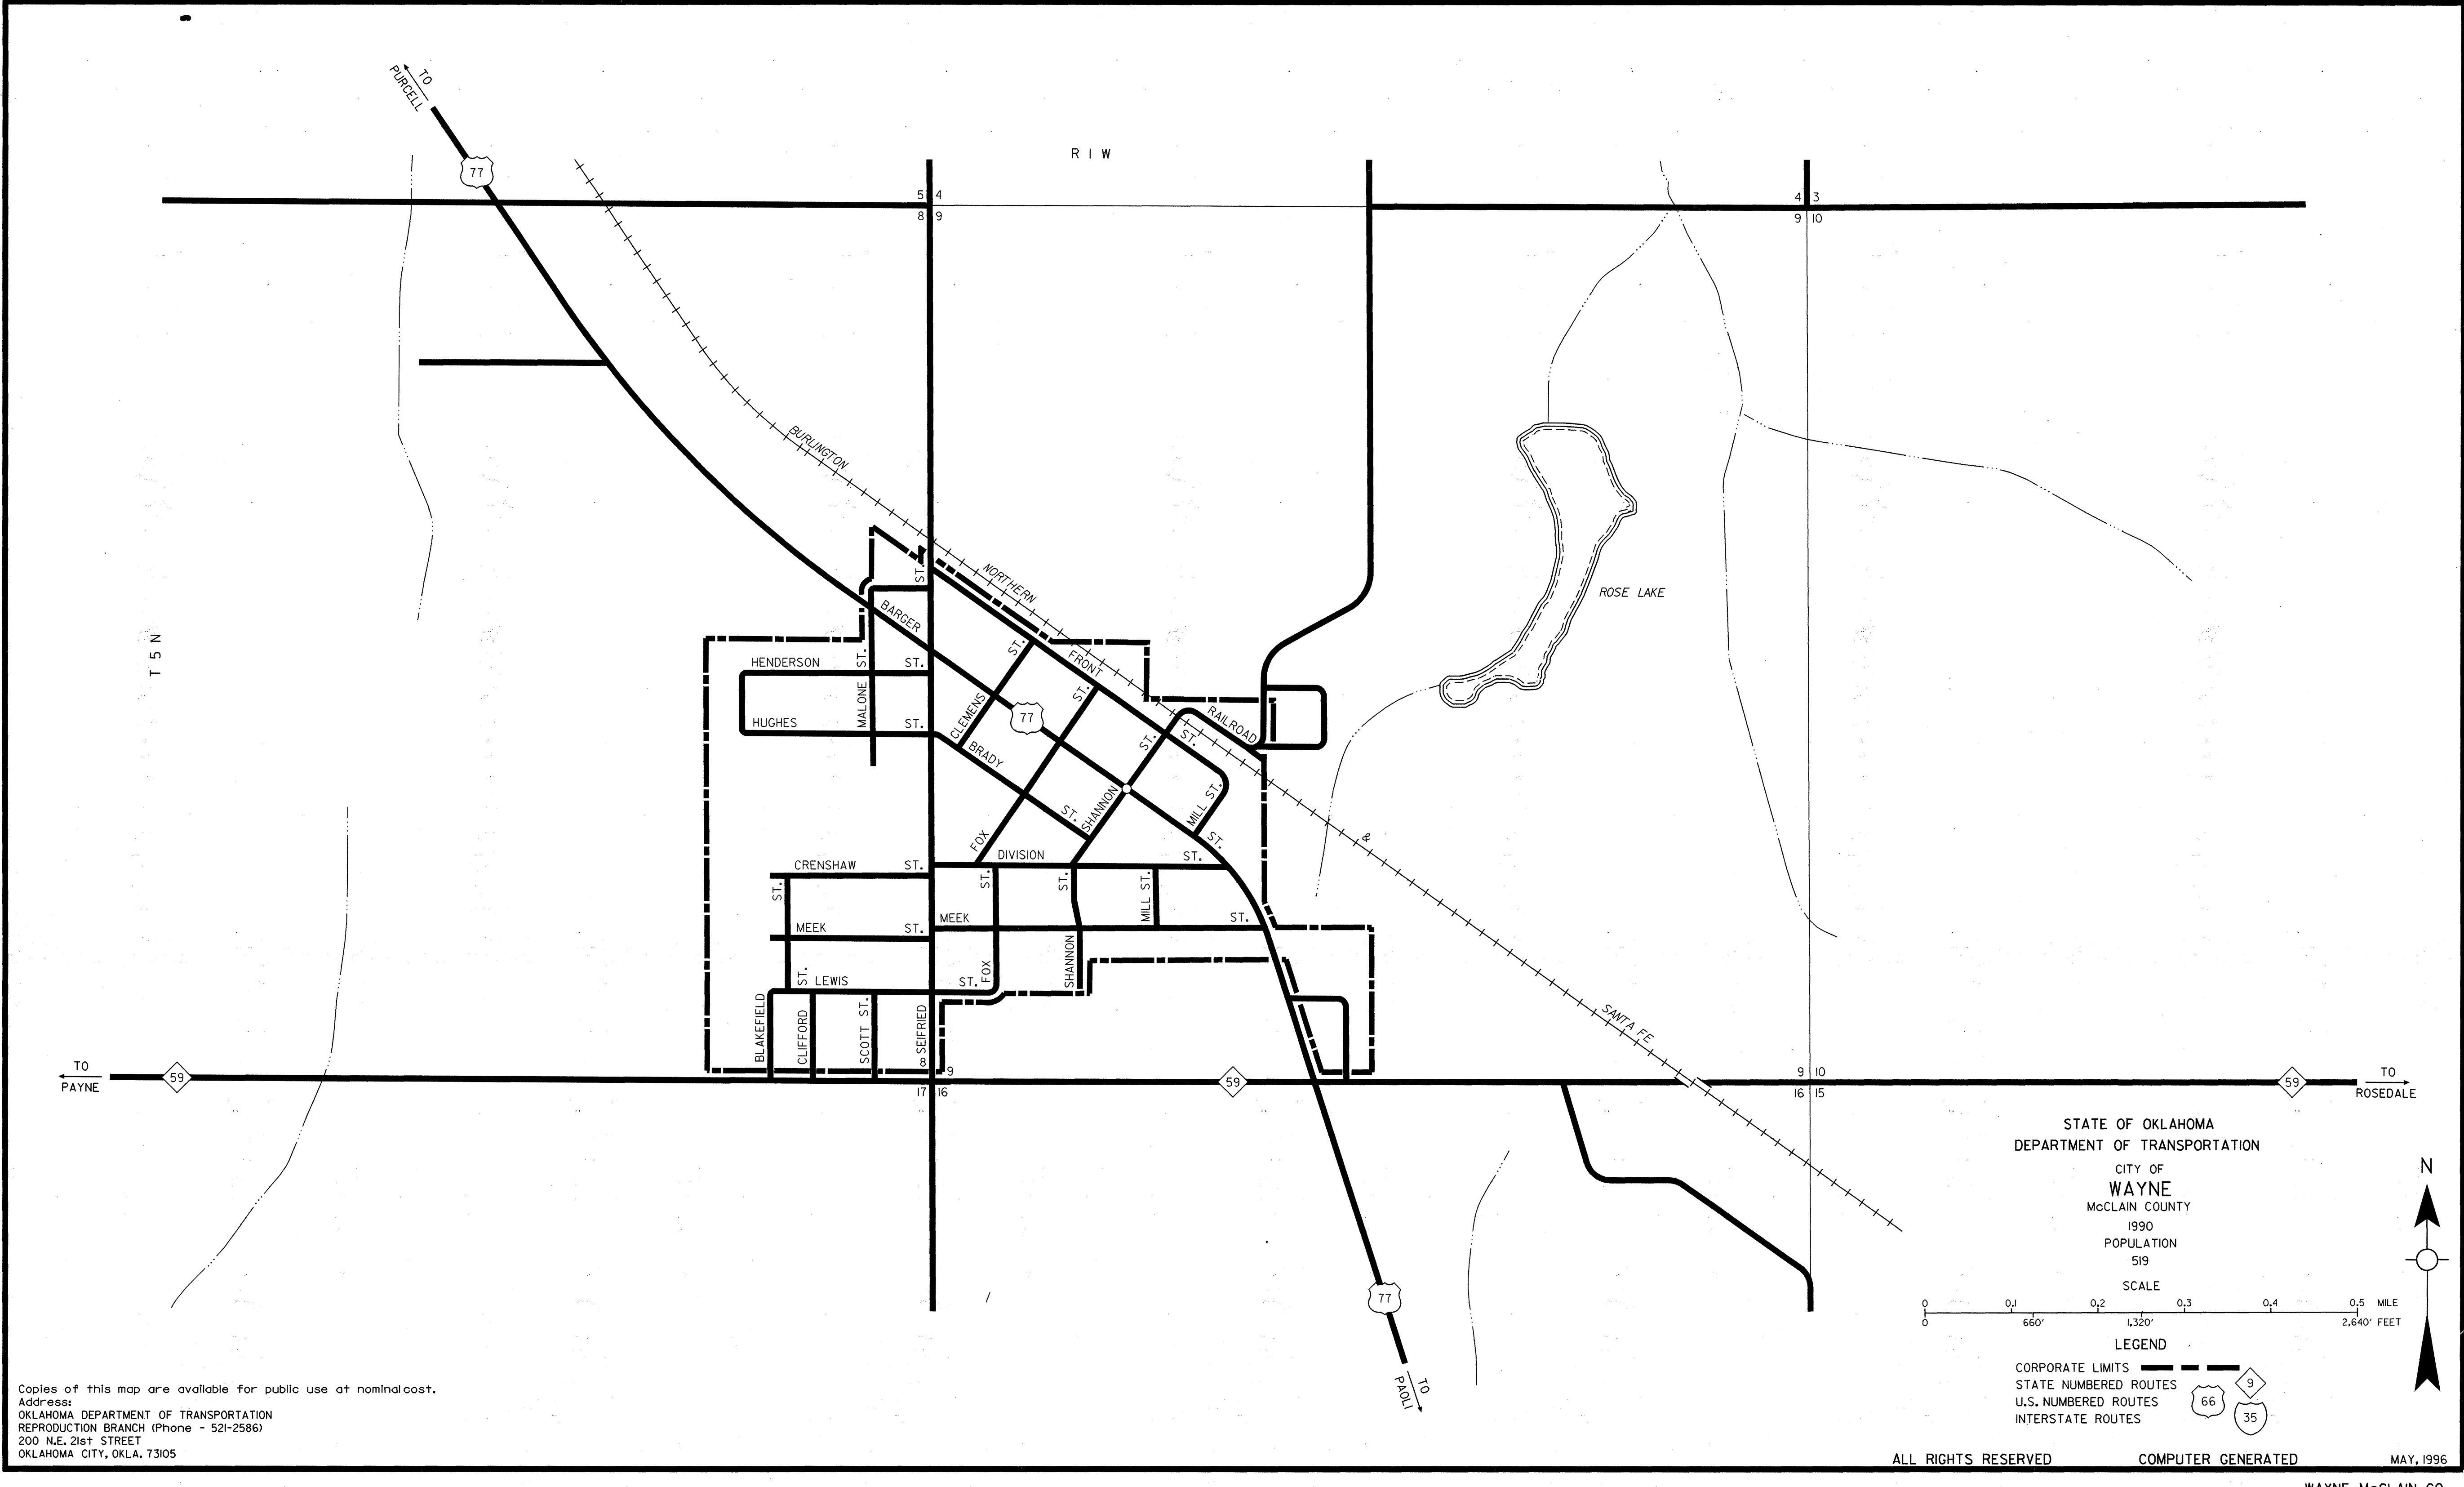 TO
PURCELL
77
R 1 W
5 4
8 9
4 3
9 10
BURLINGTON
NORTHERN
&
SANTA FE
ROSE LAKE
T 5 N
ST.
BARGER
HENDERSON ST.
ST.
MALONE
HUGHES ST.
CLEMENS
ST.
FRONT
ST.
ST.
77
RAILROAD
ST.
BRADY
ST.
SHANNON
MILL ST.
ST.
FOX
DIVISION ST.
CRENSHAW ST.
ST.
ST.
ST.
MILL ST.
MEEK ST.
MEEK ST.
SHANNON
FOX
ST.
LEWIS ST.
BLAKEFIELD
CLIFFORD
SCOTT ST.
SEIFRIED
8
9
17 16
9 10
16 15
TO
PAYNE
59
59
59
TO
ROSEDALE
77
TO
PAOLI
STATE OF OKLAHOMA
DEPARTMENT OF TRANSPORTATION
CITY OF
WAYNE
McCLAIN COUNTY
1990
POPULATION
519
SCALE
0 0.1 0.2 0.3 0.4 0.5 MILE
0 660' 1,320' 2,640' FEET
N
LEGEND
CORPORATE LIMITS
STATE NUMBERED ROUTES 9
U.S. NUMBERED ROUTES 66
INTERSTATE ROUTES 35
Copies of this map are available for public use at nominal cost.
Address:
OKLAHOMA DEPARTMENT OF TRANSPORTATION
REPRODUCTION BRANCH (Phone - 521-2586)
200 N.E. 21st STREET
OKLAHOMA CITY, OKLA. 73105
ALL RIGHTS RESERVED COMPUTER GENERATED MAY, 1996
WAYNE McCLAIN CO.